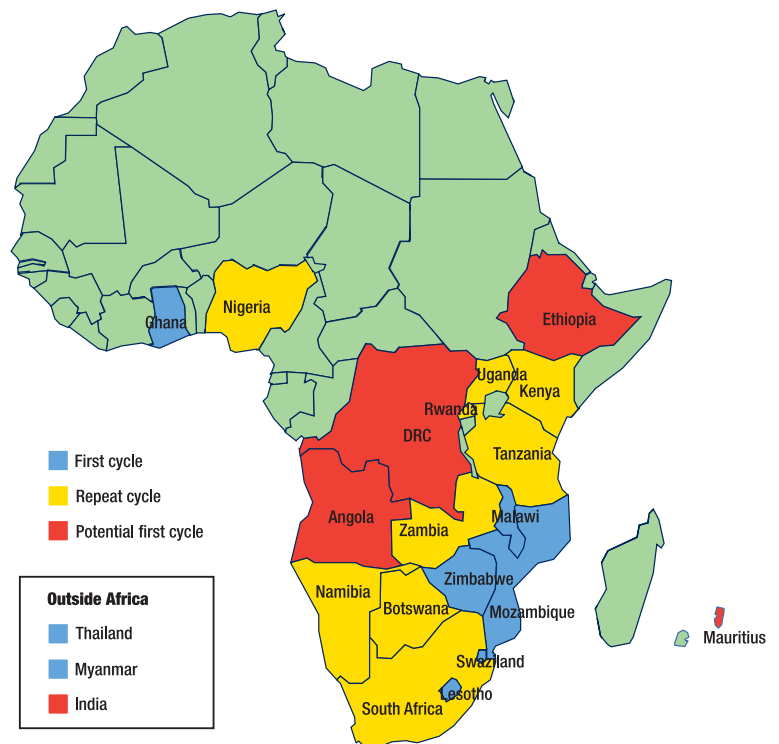 Nigeria
Ghana
Ethiopia
Uganda
Kenya
Rwanda
DRC
Tanzania
First cycle
Repeat cycle
Potential first cycle
Angola
Malawi
Zambia
Zimbabwe
Namibia
Botswana
Mozambique
Swaziland
Lesotho
South Africa
Mauritius
Outside Africa
Thailand
Myanmar
India